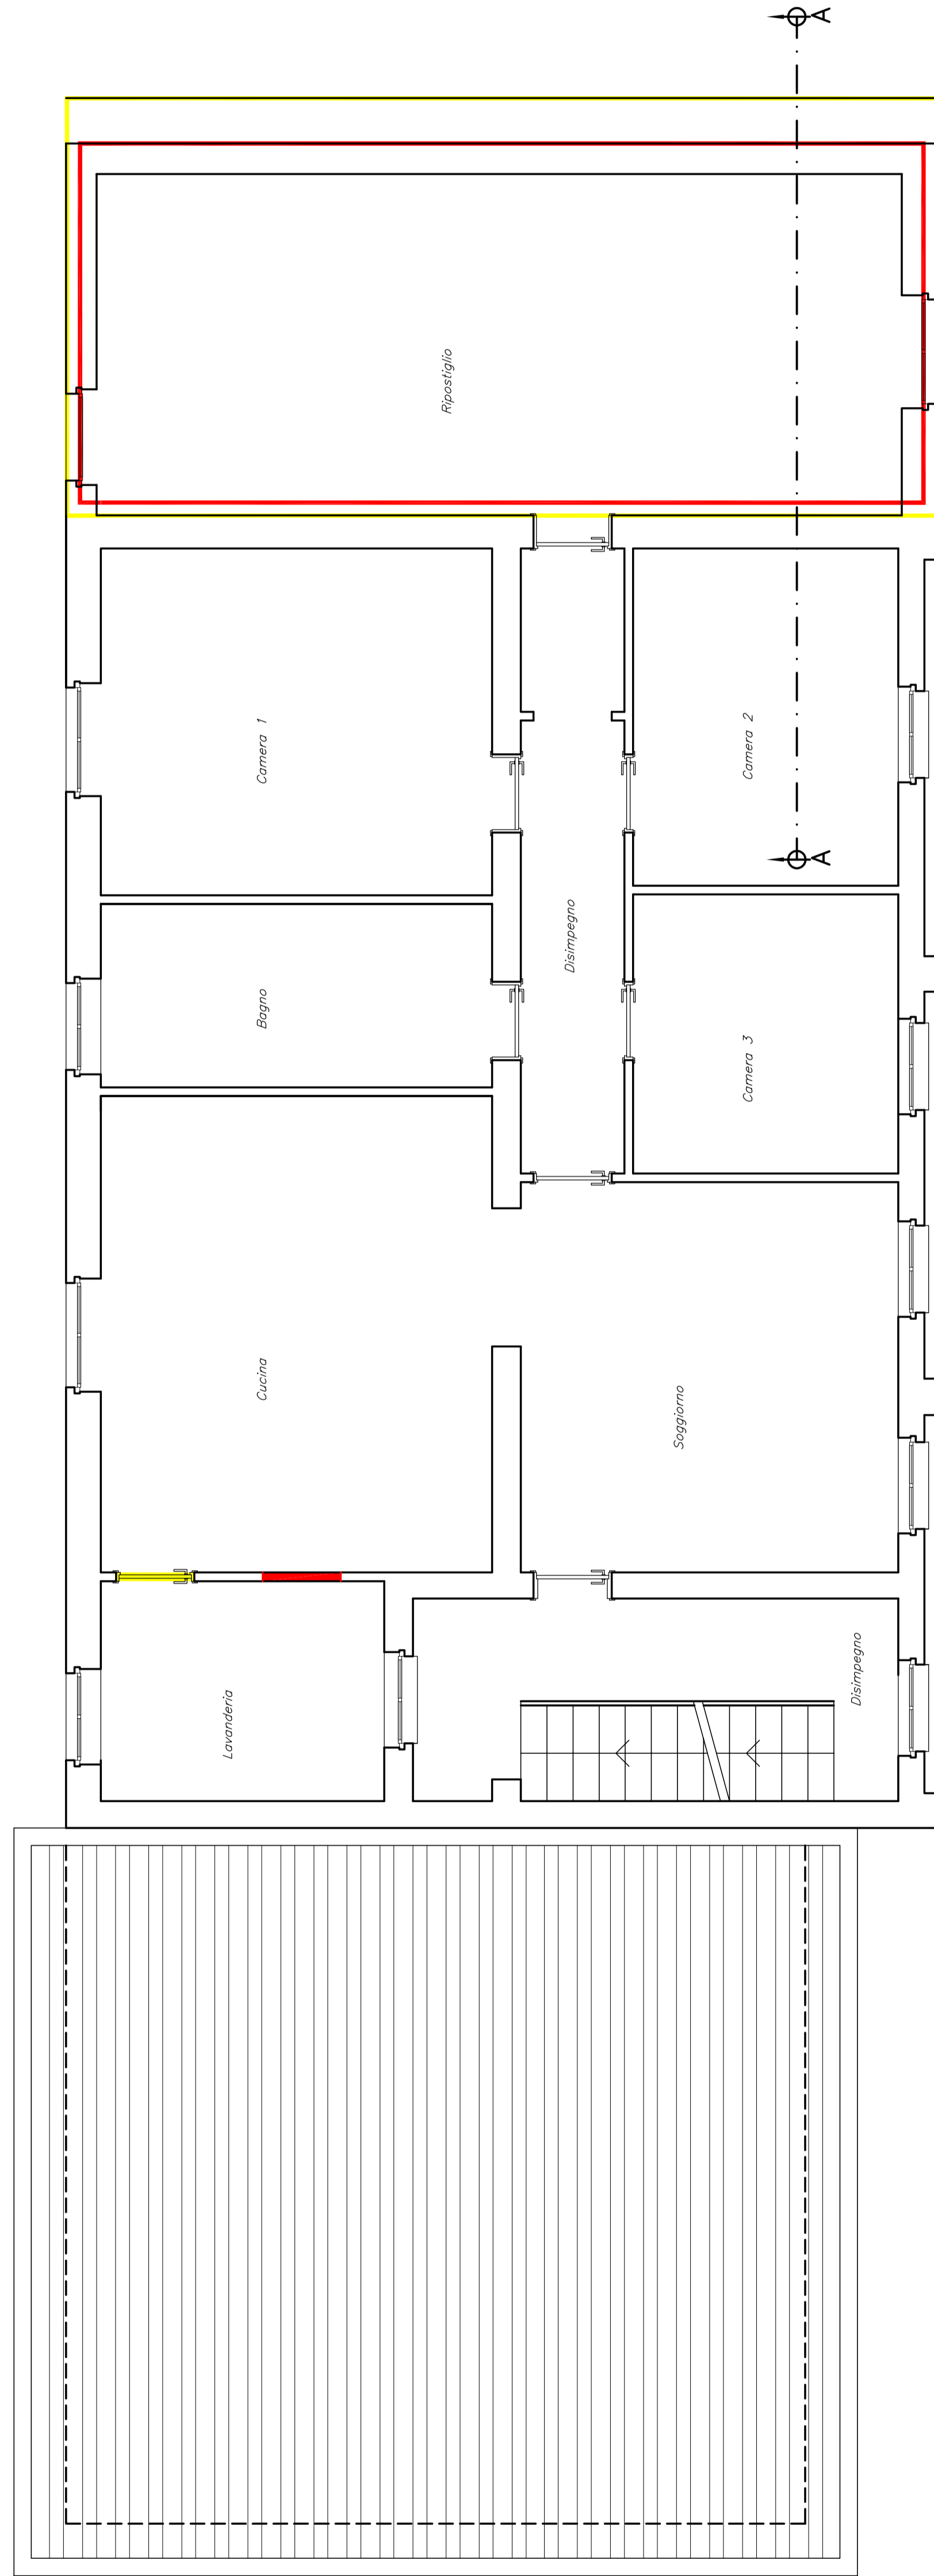 A
Ripostiglio
Camera 1
Camera 2
A
Disimpegno
Bagno
Camera 3
Cucina
Soggiorno
Disimpegno
Lavanderia